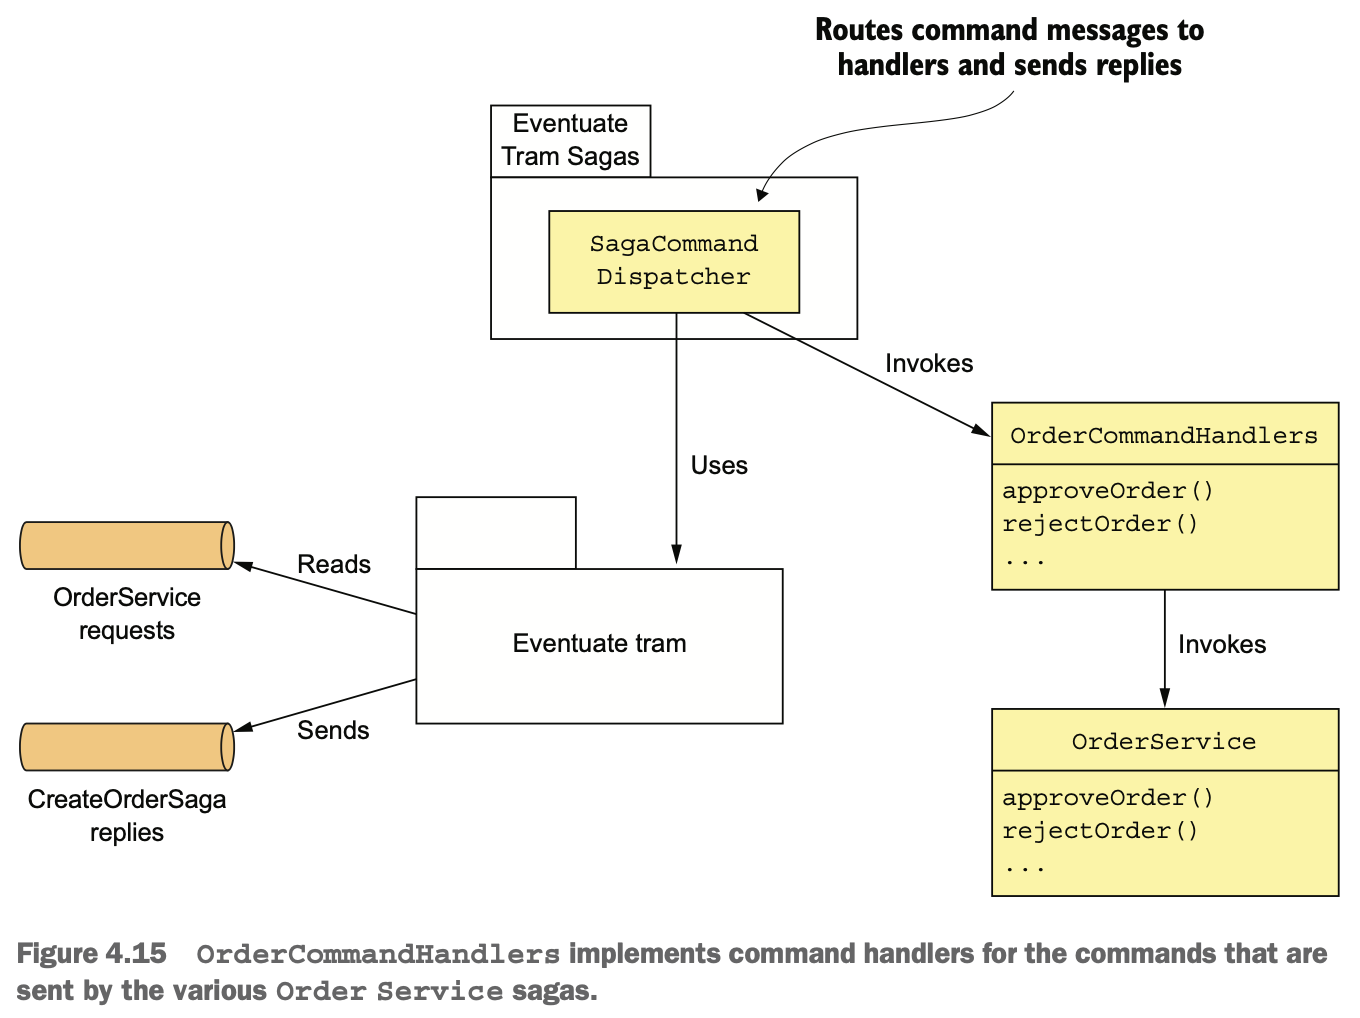 Routes command messages to
handlers and sends replies
Eventuate
Tram Sagas
SagaCommand
Dispatcher
Invokes
OrderCommandHandlers
approveOrder()
rejectOrder()
...
Uses
Reads
OrderService
requests
Eventuate tram
Invokes
Sends
CreateOrderSaga
replies
OrderService
approveOrder()
rejectOrder()
...
Figure 4.15 OrderCommandHandlers implements command handlers for the commands that are
sent by the various Order Service sagas.